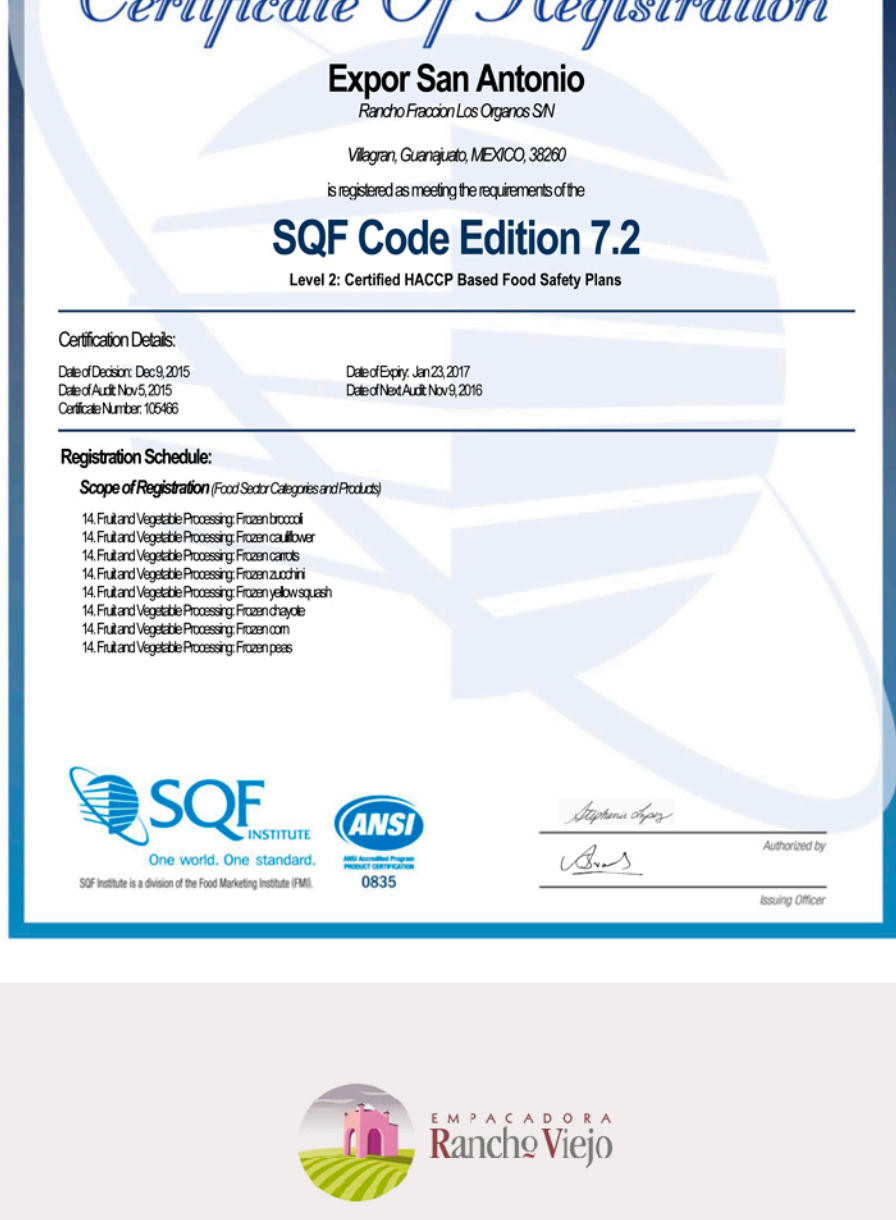 Certificate Of Registration
Expor San Antonio
Rancho Fraccion Los Organos S/N
Villagran, Guanajuato, MEXICO, 38260
is registered as meeting the requirements of the
SQF Code Edition 7.2
Level 2: Certified HACCP Based Food Safety Plans
Certification Details:
Date of Decision: Dec 9, 2015
Date of Expiry: Jan 23, 2017
Date of Audit: Nov 5, 2015
Date of Next Audit: Nov 9, 2016
Certificate Number: 105466
Registration Schedule:
Scope of Registration (Food Sector Categories and Products)
14. Fruit and Vegetable Processing: Frozen broccoli
14. Fruit and Vegetable Processing: Frozen cauliflower
14. Fruit and Vegetable Processing: Frozen carrots
14. Fruit and Vegetable Processing: Frozen zucchini
14. Fruit and Vegetable Processing: Frozen yellow squash
14. Fruit and Vegetable Processing: Frozen chayote
14. Fruit and Vegetable Processing: Frozen corn
14. Fruit and Vegetable Processing: Frozen peas
SQF
INSTITUTE
One world. One standard.
SQF Institute is a division of the Food Marketing Institute (FMI).
ANSI
ANSI Accredited Program
PRODUCT CERTIFICATION
0835
Stephanie Lopez
Authorized by
Issuing Officer
EMPACADORA
Rancho Viejo